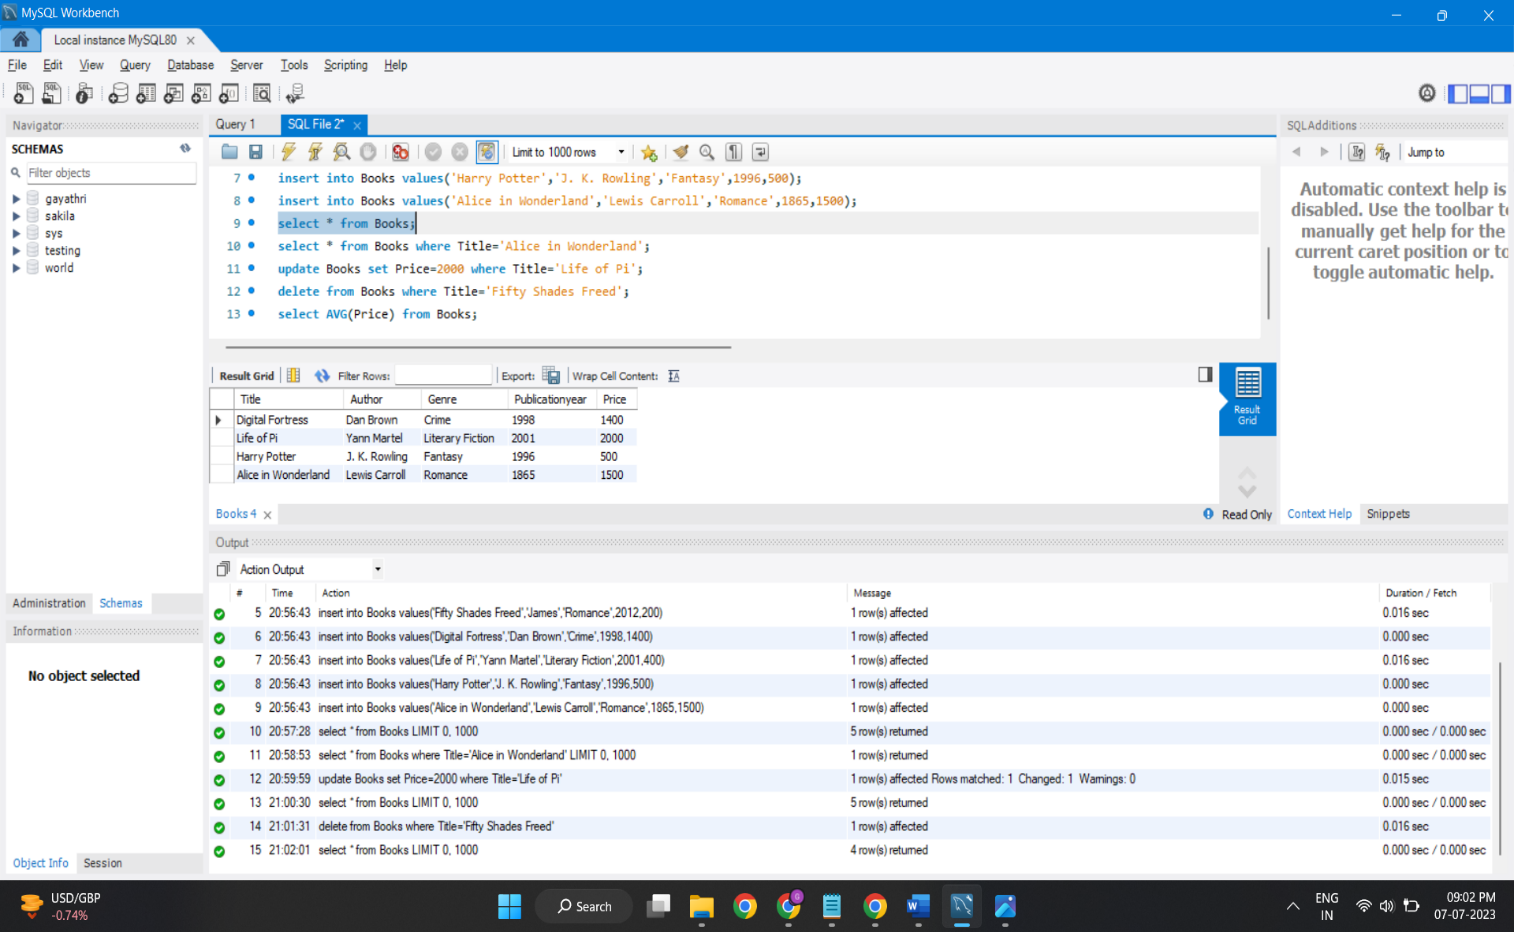 MySQL Workbench
Local instance MySQL80
File Edit View Query Database Server Tools Scripting Help
Navigator
SCHEMAS
Filter objects
gayathri
sakila
sys
testing
world
Administration Schemas
Information
No object selected
Object Info Session
Query 1 SQL File 2*
Limit to 1000 rows
7 insert into Books values('Harry Potter','J. K. Rowling','Fantasy',1996,500);
8 insert into Books values('Alice in Wonderland','Lewis Carroll','Romance',1865,1500);
9 select * from Books;
10 select * from Books where Title='Alice in Wonderland';
11 update Books set Price=2000 where Title='Life of Pi';
12 delete from Books where Title='Fifty Shades Freed';
13 select AVG(Price) from Books;
Result Grid Filter Rows: Export: Wrap Cell Content:
Title Author Genre Publicationyear Price
Digital Fortress Dan Brown Crime 1998 1400
Life of Pi Yann Martel Literary Fiction 2001 2000
Harry Potter J. K. Rowling Fantasy 1996 500
Alice in Wonderland Lewis Carroll Romance 1865 1500
Result
Grid
Books 4
Read Only
SQLAdditions
Jump to
Automatic context help is
disabled. Use the toolbar to
manually get help for the
current caret position or to
toggle automatic help.
Context Help Snippets
Output
Action Output
# Time Action Message Duration / Fetch
5 20:56:43 insert into Books values('Fifty Shades Freed','James','Romance',2012,200) 1 row(s) affected 0.016 sec
6 20:56:43 insert into Books values('Digital Fortress','Dan Brown','Crime',1998,1400) 1 row(s) affected 0.000 sec
7 20:56:43 insert into Books values('Life of Pi','Yann Martel','Literary Fiction',2001,400) 1 row(s) affected 0.016 sec
8 20:56:43 insert into Books values('Harry Potter','J. K. Rowling','Fantasy',1996,500) 1 row(s) affected 0.000 sec
9 20:56:43 insert into Books values('Alice in Wonderland','Lewis Carroll','Romance',1865,1500) 1 row(s) affected 0.000 sec
10 20:57:28 select * from Books LIMIT 0, 1000 5 row(s) returned 0.000 sec / 0.000 sec
11 20:58:53 select * from Books where Title='Alice in Wonderland' LIMIT 0, 1000 1 row(s) returned 0.000 sec / 0.000 sec
12 20:59:59 update Books set Price=2000 where Title='Life of Pi' 1 row(s) affected Rows matched: 1 Changed: 1 Warnings: 0 0.015 sec
13 21:00:30 select * from Books LIMIT 0, 1000 5 row(s) returned 0.000 sec / 0.000 sec
14 21:01:31 delete from Books where Title='Fifty Shades Freed' 1 row(s) affected 0.016 sec
15 21:02:01 select * from Books LIMIT 0, 1000 4 row(s) returned 0.000 sec / 0.000 sec
USD/GBP
-0.74%
Search
ENG
IN
09:02 PM
07-07-2023